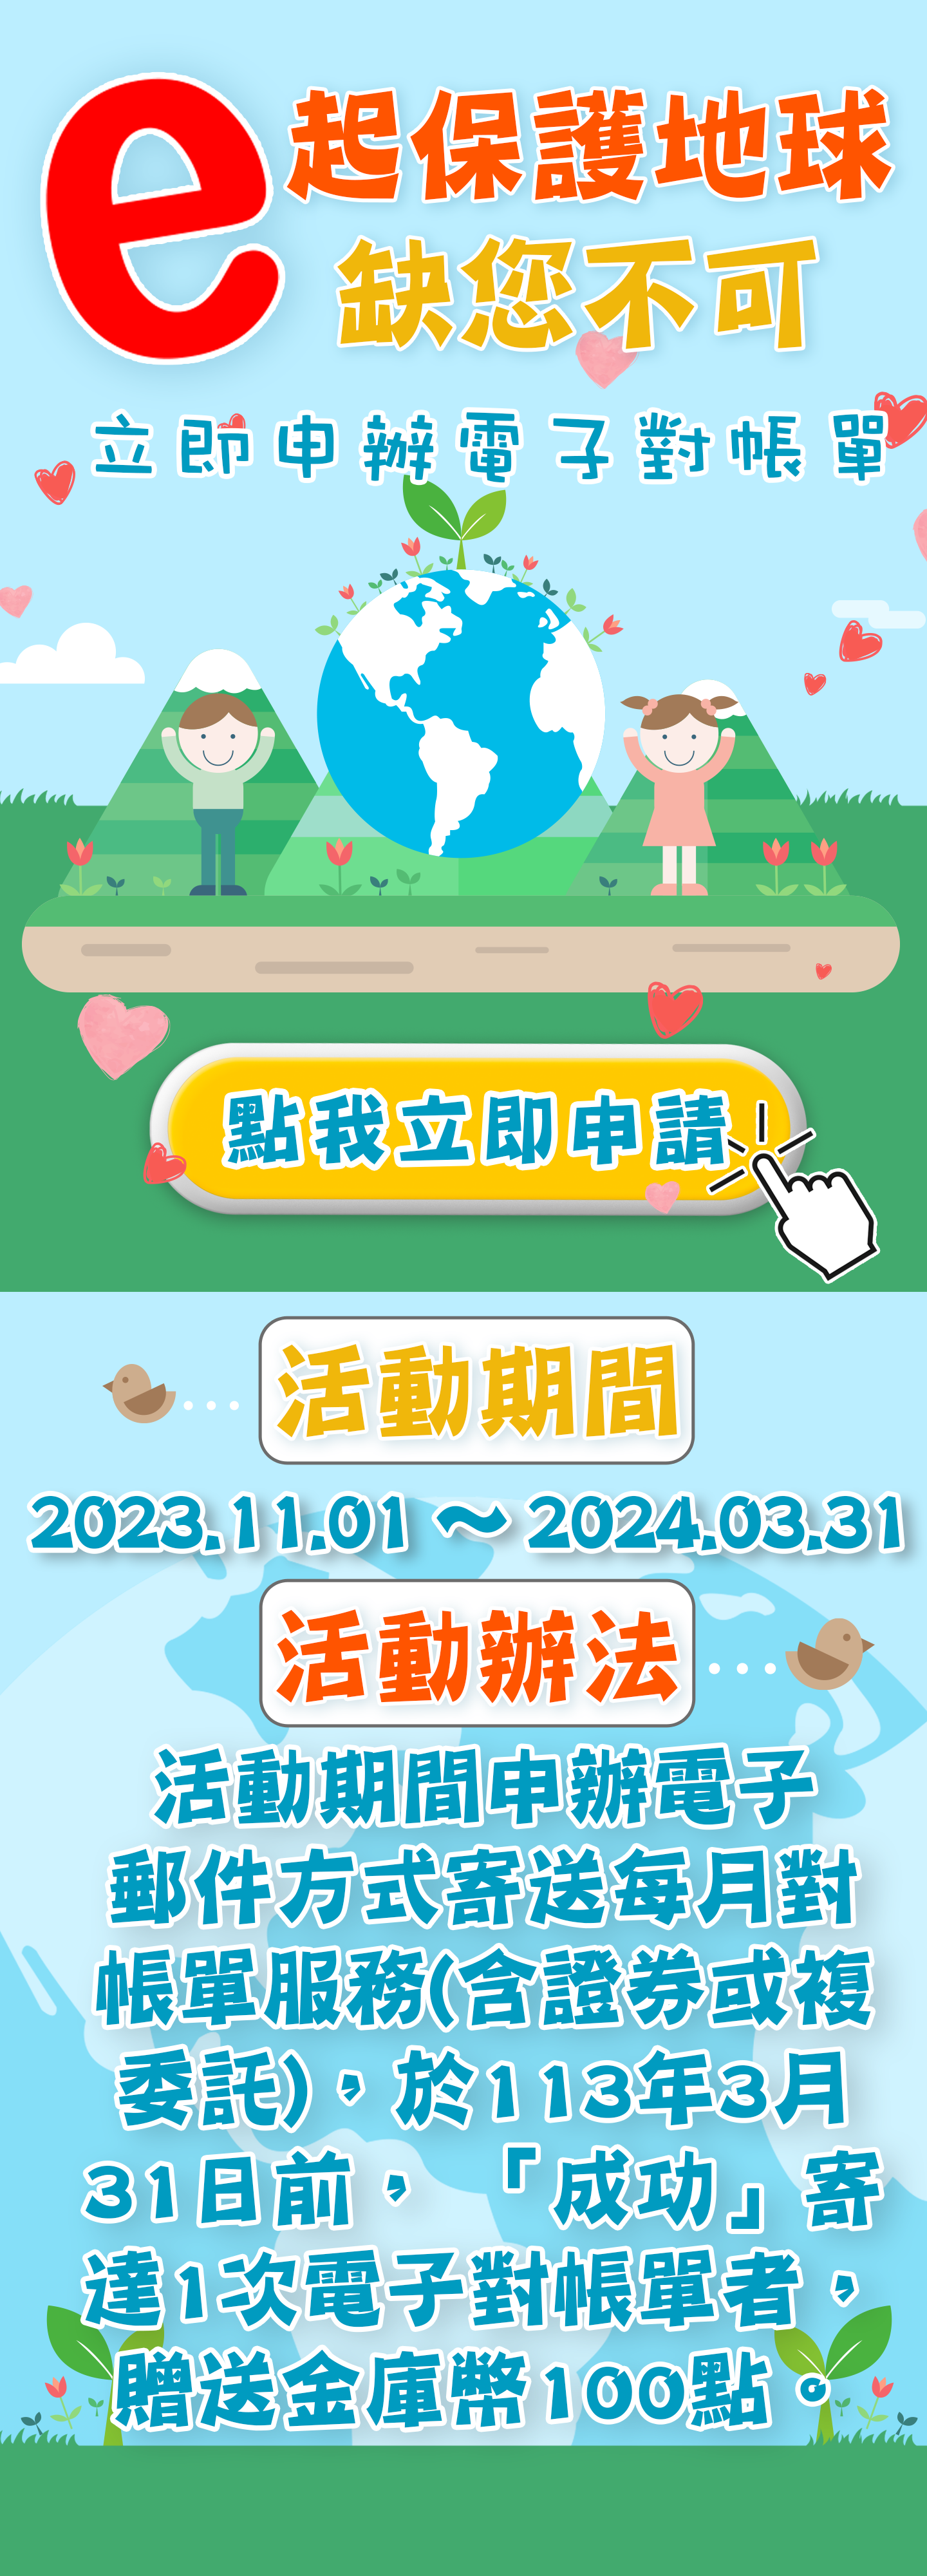 e起保護地球
缺您不可
立即申辦電子對帳單
點我立即申請
活動期間
2023.11.01～2024.03.31
活動辦法
活動期間申辦電子
郵件方式寄送每月對
帳單服務(含證券或複
委託)，於113年3月
31日前，「成功」寄
達1次電子對帳單者，
贈送金庫幣100點。